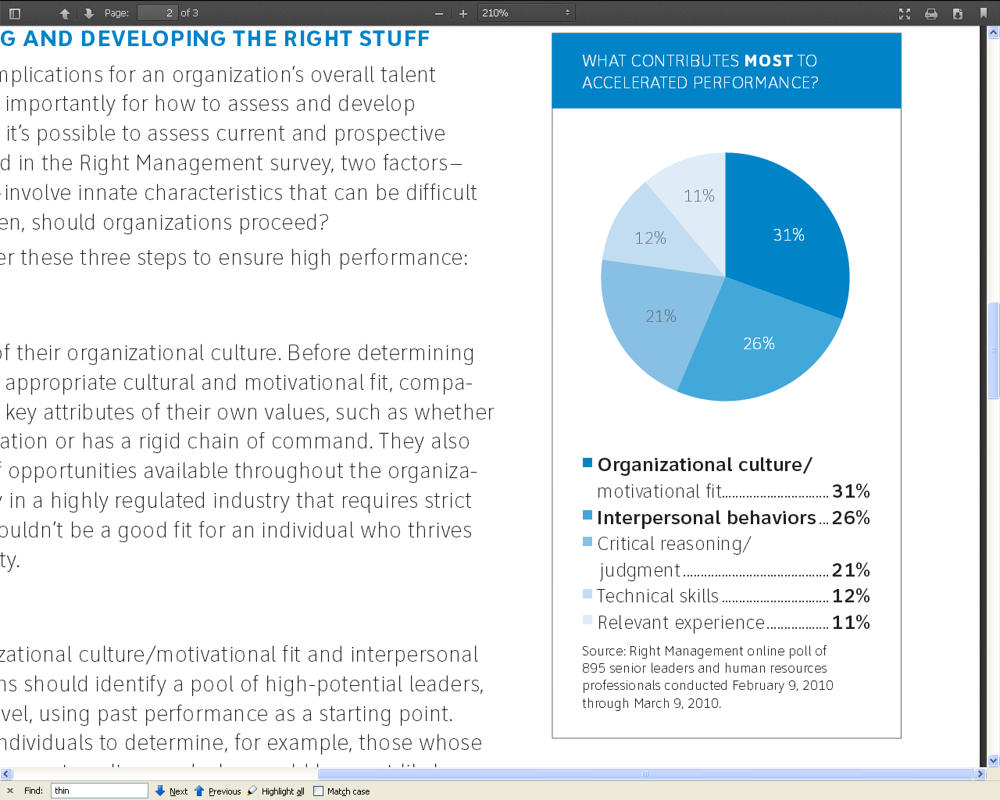 Page: 2 of 3 210%
G AND DEVELOPING THE RIGHT STUFF
mplications for an organization's overall talent
importantly for how to assess and develop
it's possible to assess current and prospective
d in the Right Management survey, two factors—
-involve innate characteristics that can be difficult
en, should organizations proceed?
er these three steps to ensure high performance:
of their organizational culture. Before determining
appropriate cultural and motivational fit, compa-
key attributes of their own values, such as whether
ation or has a rigid chain of command. They also
f opportunities available throughout the organiza-
y in a highly regulated industry that requires strict
ouldn't be a good fit for an individual who thrives
ty.
zational culture/motivational fit and interpersonal
ns should identify a pool of high-potential leaders,
vel, using past performance as a starting point.
ndividuals to determine, for example, those whose
WHAT CONTRIBUTES MOST TO
ACCELERATED PERFORMANCE?
11%
31%
12%
21%
26%
Organizational culture/
motivational fit.............................. 31%
Interpersonal behaviors ... 26%
Critical reasoning/
judgment......................................... 21%
Technical skills .............................. 12%
Relevant experience.................. 11%
Source: Right Management online poll of
895 senior leaders and human resources
professionals conducted February 9, 2010
through March 9, 2010.
Find: thin Next Previous Highlight all Match case